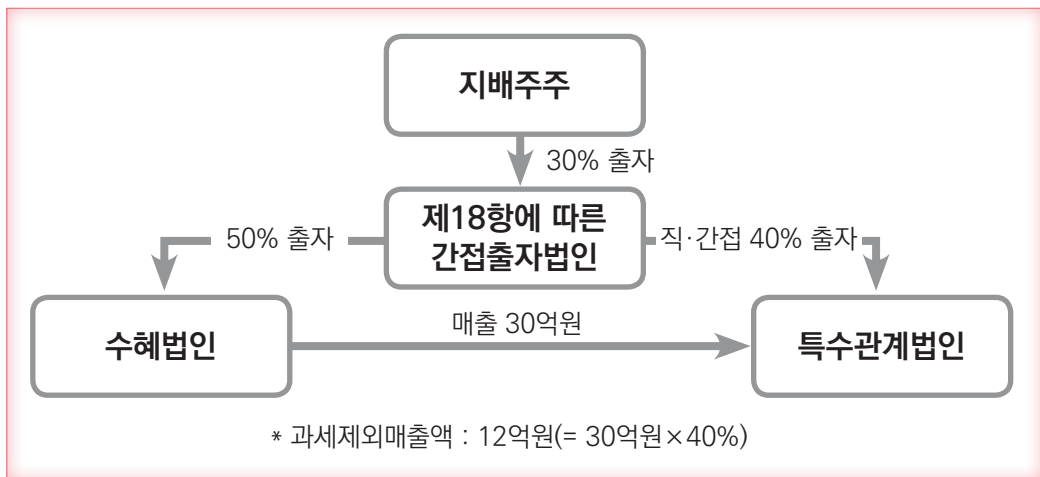 지배주주
30% 출자
제18항에 따른
간접출자법인
50% 출자
직·간접 40% 출자
수혜법인
매출 30억원
특수관계법인
* 과세제외매출액 : 12억원(= 30억원×40%)